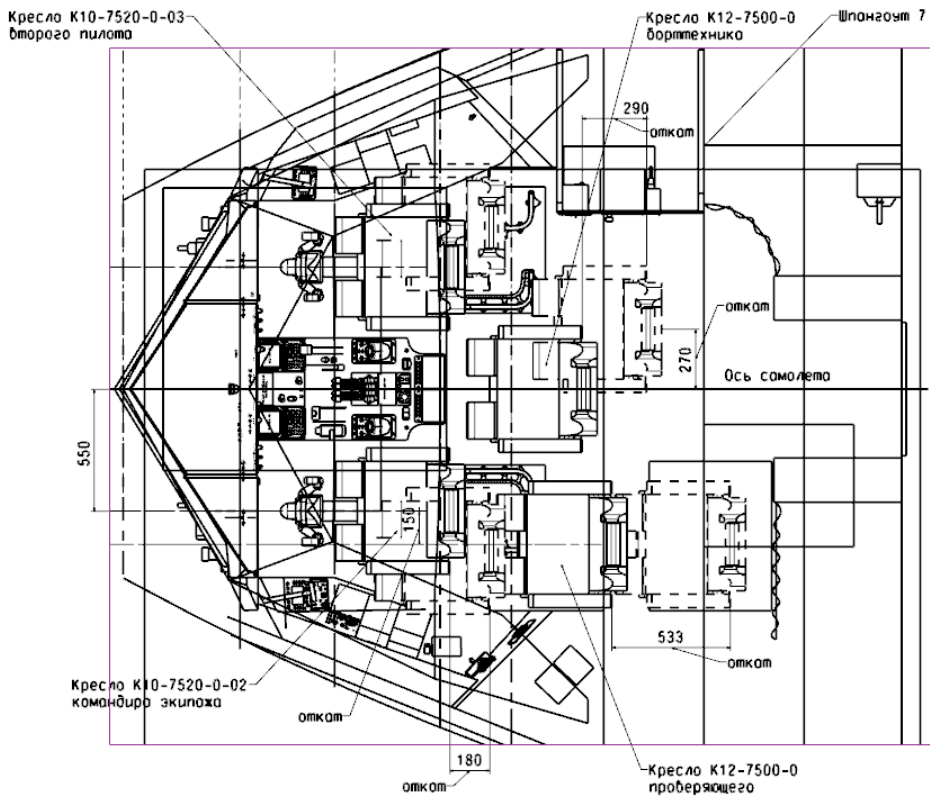 Кресло К10-7520-0-03
второго пилота
Кресло К12-7500-0
бортехника
Шпангоут 7
290
откат
откат
270
Ось самолета
550
150
533
откат
Кресло К10-7520-0-02
командира экипажа
откат
180
откат
Кресло К12-7500-0
проверяющего